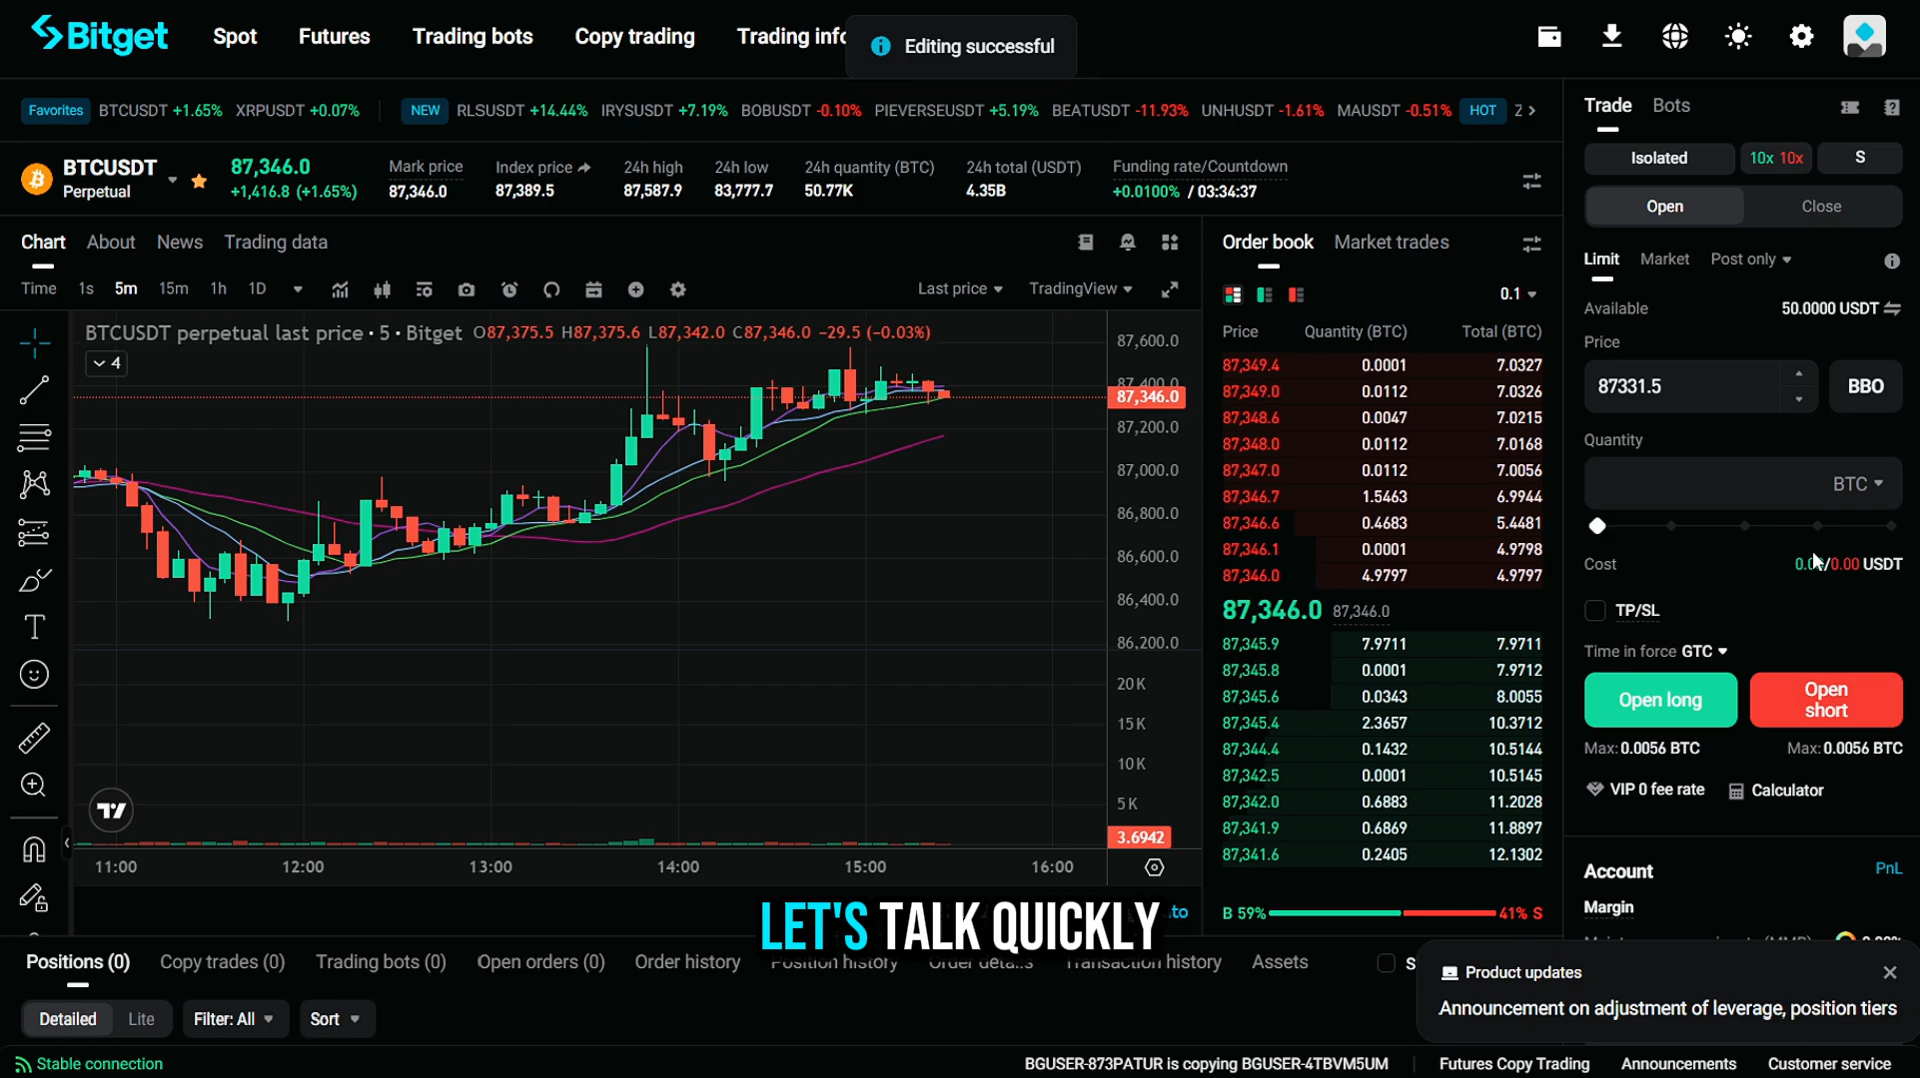 Bitget
Spot
Futures
Trading bots
Copy trading
Trading info
Editing successful
Favorites BTCUSDT +1.65% XRPUSDT +0.07%
NEW RLSUSDT +14.44% IRYSUSDT +7.19% BOBUSDT -0.10% PIEVERSEUSDT +5.19% BEATUSDT -11.93% UNHUSDT -1.61% MAUSDT -0.51% HOT Z
BTCUSDT
Perpetual
87,346.0
+1,416.8 (+1.65%)
Mark price
87,346.0
Index price
87,389.5
24h high
87,587.9
24h low
83,777.7
24h quantity (BTC)
50.77K
24h total (USDT)
4.35B
Funding rate/Countdown
+0.0100% / 03:34:37
Chart About News Trading data
Time 1s 5m 15m 1h 1D
Last price
TradingView
BTCUSDT perpetual last price · 5 · Bitget O87,375.5 H87,375.6 L87,342.0 C87,346.0 -29.5 (-0.03%)
4
87,600.0
87,400.0
87,346.0
87,200.0
87,000.0
86,800.0
86,600.0
86,400.0
86,200.0
20K
15K
10K
5K
3.6942
11:00 12:00 13:00 14:00 15:00 16:00
Order book Market trades
0.1
Price Quantity (BTC) Total (BTC)
87,349.4 0.0001 7.0327
87,349.0 0.0112 7.0326
87,348.6 0.0047 7.0215
87,348.0 0.0112 7.0168
87,347.0 0.0112 7.0056
87,346.7 1.5463 6.9944
87,346.6 0.4683 5.4481
87,346.1 0.0001 4.9798
87,346.0 4.9797 4.9797
87,346.0 87,346.0
87,345.9 7.9711 7.9711
87,345.8 0.0001 7.9712
87,345.6 0.0343 8.0055
87,345.4 2.3657 10.3712
87,344.4 0.1432 10.5144
87,342.5 0.0001 10.5145
87,342.0 0.6883 11.2028
87,341.9 0.6869 11.8897
87,341.6 0.2405 12.1302
B 59% 41% S
Trade Bots
Isolated 10x 10x S
Open Close
Limit Market Post only
Available 50.0000 USDT
Price
87331.5
BBO
Quantity
BTC
Cost /0.00 USDT
TP/SL
Time in force GTC
Open long
Open
short
Max: 0.0056 BTC Max: 0.0056 BTC
VIP 0 fee rate Calculator
Account PnL
Margin
LET'S TALK QUICKLY
Positions (0) Copy trades (0) Trading bots (0) Open orders (0) Order history Position history Order details Transaction history Assets
Detailed Lite Filter: All Sort
Product updates
Announcement on adjustment of leverage, position tiers
Stable connection
BGUSER-873PATUR is copying BGUSER-4TBVM5UM
Futures Copy Trading
Announcements
Customer service